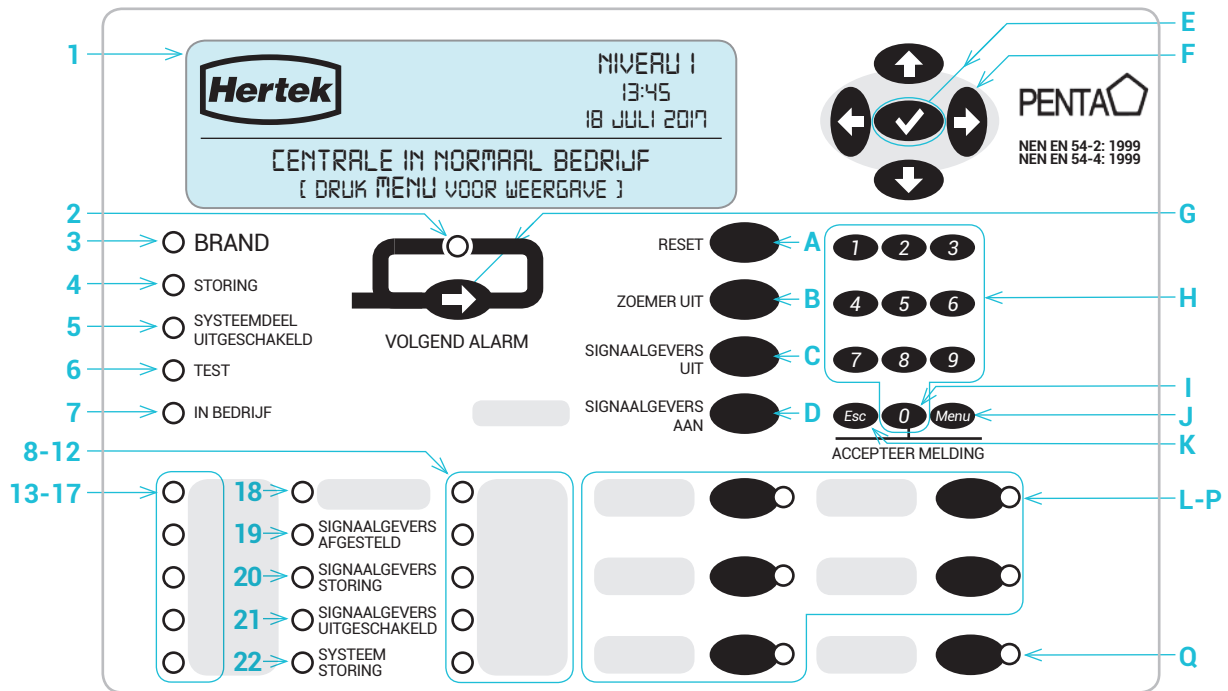 1
Hertek
NIVEAU 1
13:45
18 JULI 2017
CENTRALE IN NORMAAL BEDRIJF
[ DRUK MENU VOOR WEERGAVE ]
E
F
PENTA
NEN EN 54-2: 1999
NEN EN 54-4: 1999
2
3
BRAND
4
STORING
5
SYSTEEMDEEL
UITGESCHAKELD
6
TEST
7
IN BEDRIJF
VOLGEND ALARM
G
RESET
A
ZOEMER UIT
B
SIGNAALGEVERS
UIT
C
SIGNAALGEVERS
AAN
D
1 2 3
4 5 6
7 8 9
Esc 0 Menu
ACCEPTEER MELDING
H
I
J
K
8-12
13-17
18
19
SIGNAALGEVERS
AFGESTELD
20
SIGNAALGEVERS
STORING
21
SIGNAALGEVERS
UITGESCHAKELD
22
SYSTEEM
STORING
L-P
Q